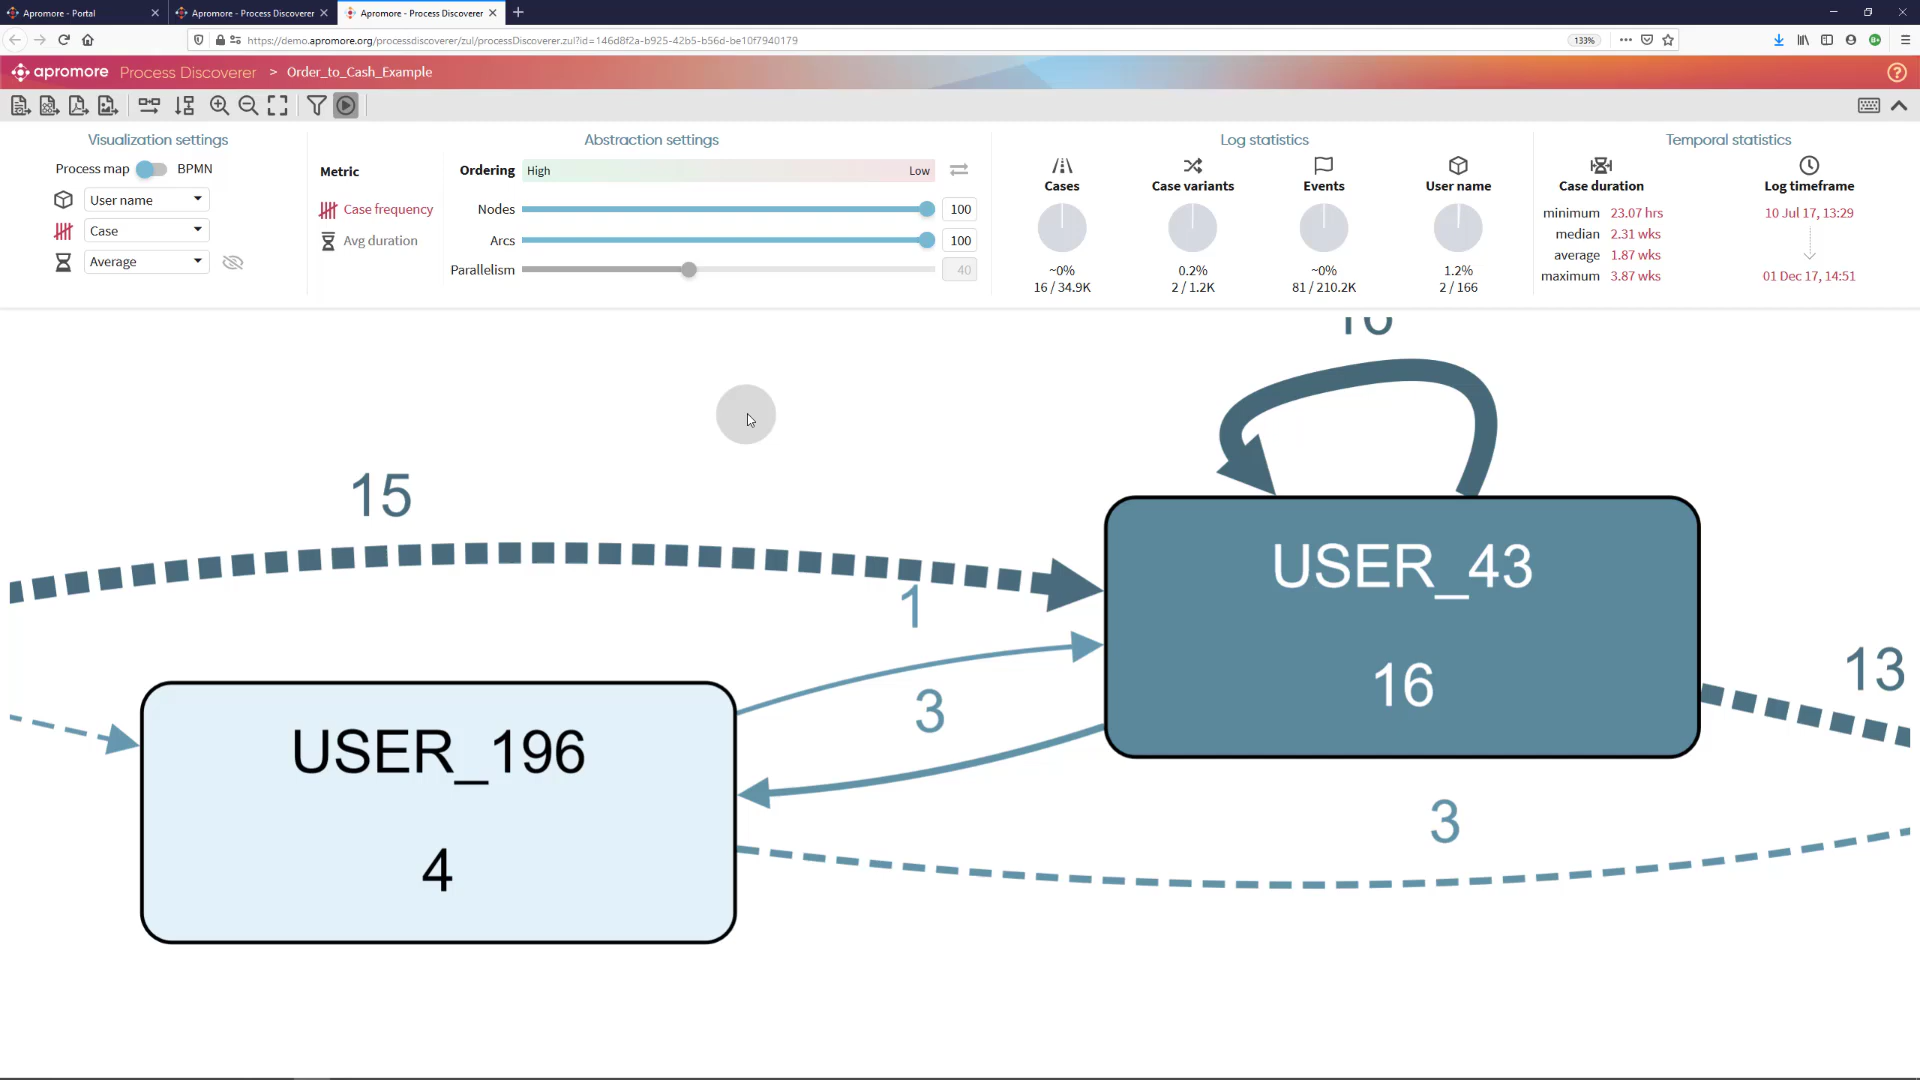 Apromore - Portal
Apromore - Process Discoverer
Apromore - Process Discoverer
https://demo.apromore.org/processdiscoverer/zul/processDiscoverer.zul?id=146d8f2a-b925-42b5-b56d-be10f7940179
133%
apromore Process Discoverer > Order_to_Cash_Example
Visualization settings
Process map BPMN
User name
Case
Average
Abstraction settings
Metric
Case frequency
Avg duration
Ordering High Low
Nodes 100
Arcs 100
Parallelism 40
Log statistics
Cases
~0%
16 / 34.9K
Case variants
0.2%
2 / 1.2K
Events
~0%
81 / 210.2K
User name
1.2%
2 / 166
Temporal statistics
Case duration
minimum 23.07 hrs
median 2.31 wks
average 1.87 wks
maximum 3.87 wks
Log timeframe
10 Jul 17, 13:29
01 Dec 17, 14:51
15
1
USER_43
16
13
3
USER_196
4
3